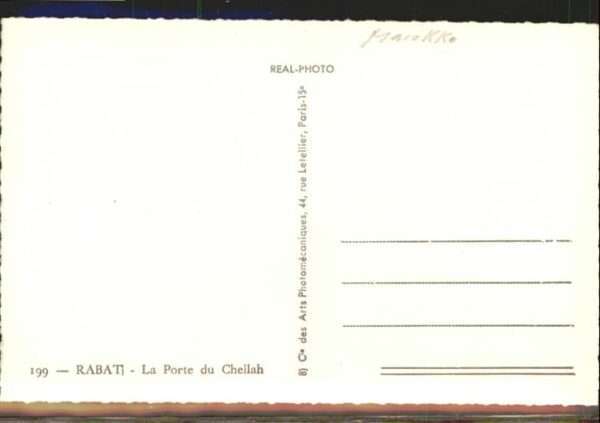 Marokko
REAL-PHOTO
8) Cie des Arts Photomécaniques, 44, rue Letellier, Paris-15e
199 — RABAT - La Porte du Chellah